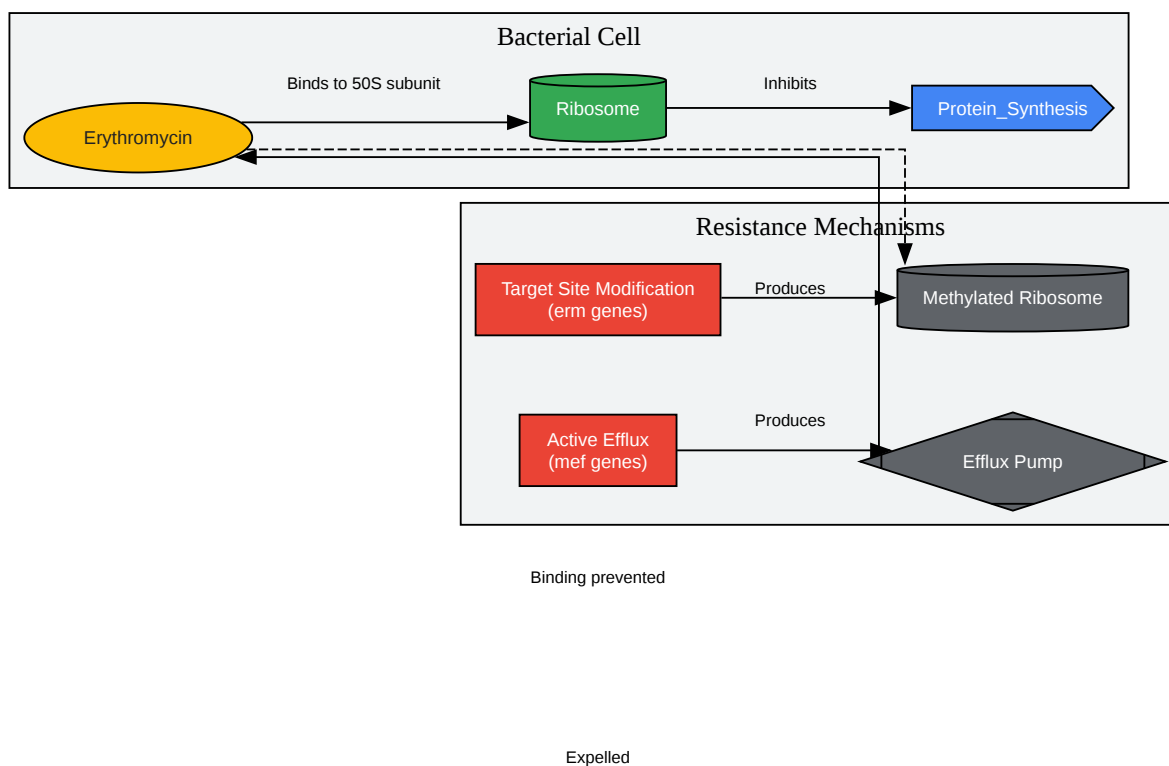 Bacterial Cell
Binds to 50S subunit
Inhibits
Erythromycin
Ribosome
Protein_Synthesis
Resistance Mechanisms
Target Site Modification
(erm genes)
Produces
Methylated Ribosome
Active Efflux
(mef genes)
Produces
Efflux Pump
Binding prevented
Expelled